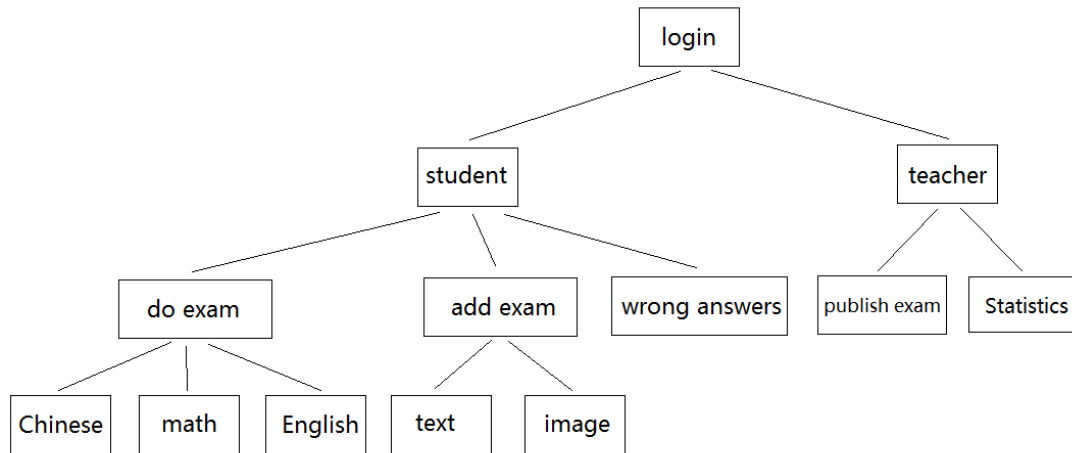 login
student
teacher
do exam
add exam
wrong answers
publish exam
Statistics
Chinese
math
English
text
image